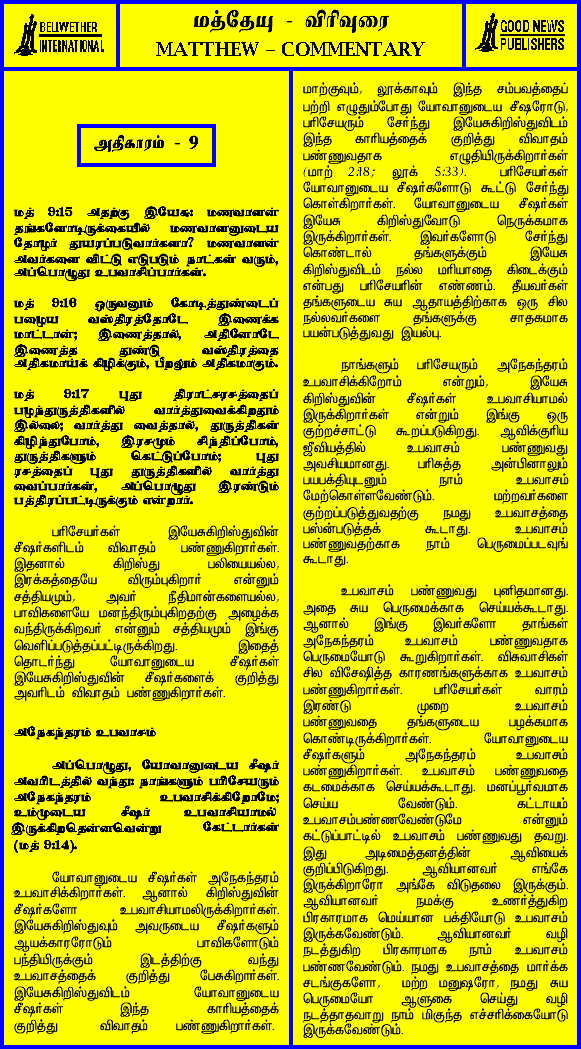 BELIWETHER
INTERNATIONAL
மத்தேயு - விரிவுரை
MATTHEW – COMMENTARY
GOOD NEWS
PUBLISHERS
அதிகாரம் - 9
மத் 9:15 அதற்கு இயேசு: மணவாளன்
தங்களோடிருக்கையில் மணவாளனுடைய
தோழர் துயரப்படுவார்களா? மணவாளன்
அவர்களை விட்டு எடுபடும் நாட்கள் வரும்,
அப்பொழுது உபவாசிப்பார்கள்.
மத் 9:16 ஒருவனும் கோடித்துண்டைப்
பழைய வஸ்திரத்தோடே இணைக்க
மாட்டான்; இணைத்தால், அதினோடே
இணைத்த துண்டு வஸ்திரத்தை
அதிகமாய்க் கிழிக்கும், பீறலும் அதிகமாகும்.
மத் 9:17 புது திராட்சரசத்தைப்
பழந்துருத்திகளில் வார்த்துவைக்கிறதும்
இல்லை; வார்த்து வைத்தால், துருத்திகள்
கிழிந்துபோம், இரசமும் சிந்திப்போம்,
துருத்திகளும் கெட்டுப்போம்; புது
ரசத்தைப் புது துருத்திகளில் வார்த்து
வைப்பார்கள், அப்பொழுது இரண்டும்
பத்திரப்பட்டிருக்கும் என்றார்.
பரிசேயர்கள் இயேசுகிறிஸ்துவின்
சீஷர்களிடம் விவாதம் பண்ணுகிறார்கள்.
இதனால் கிறிஸ்து பலியையல்ல,
இரக்கத்தையே விரும்புகிறார் என்னும்
சத்தியமும், அவர் நீதிமான்களையல்ல,
பாவிகளையே மனந்திரும்புகிறதற்கு அழைக்க
வந்திருக்கிறவர் என்னும் சத்தியமும் இங்கு
வெளிப்படுத்தப்பட்டிருக்கிறது. இதைத்
தொடர்ந்து யோவானுடைய சீஷர்கள்
இயேசுகிறிஸ்துவின் சீஷர்களைக் குறித்து
அவரிடம் விவாதம் பண்ணுகிறார்கள்.
அநேகந்தரம் உபவாசம்
அப்பொழுது, யோவானுடைய சீஷர்
அவரிடத்தில் வந்து: நாங்களும் பரிசேயரும்
அநேகந்தரம் உபவாசிக்கிறோமே;
உம்முடைய சீஷர் உபவாசியாமல்
இருக்கிறதென்னவென்று கேட்டார்கள்
(மத் 9:14).
யோவானுடைய சீஷர்கள் அநேகந்தரம்
உபவாசிக்கிறார்கள். ஆனால் கிறிஸ்துவின்
சீஷர்களோ உபவாசியாமலிருக்கிறார்கள்.
இயேசுகிறிஸ்துவும் அவருடைய சீஷர்களும்
ஆயக்காரரோடும் பாவிகளோடும்
பந்தியிருக்கும் இடத்திற்கு வந்து
உபவாசத்தைக் குறித்து பேசுகிறார்கள்.
இயேசுகிறிஸ்துவிடம் யோவானுடைய
சீஷர்கள் இந்த காரியத்தைக்
குறித்து விவாதம் பண்ணுகிறார்கள்.
மாற்குவும், லூக்காவும் இந்த சம்பவத்தைப்
பற்றி எழுதும்போது யோவானுடைய சீஷரோடு,
பரிசேயரும் சேர்ந்து இயேசுகிறிஸ்துவிடம்
இந்த காரியத்தைக் குறித்து விவாதம்
பண்ணுவதாக எழுதியிருக்கிறார்கள்
(மாற் 2:18; லூக் 5:33). பரிசேயர்கள்
யோவானுடைய சீஷர்களோடு கூட்டு சேர்ந்து
கொள்கிறார்கள். யோவானுடைய சீஷர்கள்
இயேசு கிறிஸ்துவோடு நெருக்கமாக
இருக்கிறார்கள். இவர்களோடு சேர்ந்து
கொண்டால் தங்களுக்கும் இயேசு
கிறிஸ்துவிடம் நல்ல மரியாதை கிடைக்கும்
என்பது பரிசேயரின் எண்ணம். தீயவர்கள்
தங்களுடைய சுய ஆதாயத்திற்காக ஒரு சில
நல்லவர்களை தங்களுக்கு சாதகமாக
பயன்படுத்துவது இயல்பு.
நாங்களும் பரிசேயரும் அநேகந்தரம்
உபவாசிக்கிறோம் என்றும், இயேசு
கிறிஸ்துவின் சீஷர்கள் உபவாசியாமல்
இருக்கிறார்கள் என்றும் இங்கு ஒரு
குற்றச்சாட்டு கூறப்படுகிறது. ஆவிக்குரிய
ஜீவியத்தில் உபவாசம் பண்ணுவது
அவசியமானது. பரிசுத்த அன்பினாலும்
பயபக்தியுடனும் நாம் உபவாசம்
மேற்கொள்ளவேண்டும். மற்றவர்களை
குற்றப்படுத்துவதற்கு நமது உபவாசத்தை
பஸ்ன்படுத்தக் கூடாது. உபவாசம்
பண்ணுவதற்காக நாம் பெருமைப்படவுங்
கூடாது.
உபவாசம் பண்ணுவது புனிதமானது.
அதை சுய பெருமைக்காக செய்யக்கூடாது.
ஆனால் இங்கு இவர்களோ தாங்கள்
அநேகந்தரம் உபவாசம் பண்ணுவதாக
பெருமையோடு கூறுகிறார்கள். விசுவாசிகள்
சில விசேஷித்த காரணங்களுக்காக உபவாசம்
பண்ணுகிறார்கள். பரிசேயர்கள் வாரம்
இரண்டு முறை உபவாசம்
பண்ணுவதை தங்களுடைய பழக்கமாக
கொண்டிருக்கிறார்கள். யோவானுடைய
சீஷர்களும் அநேகந்தரம் உபவாசம்
பண்ணுகிறார்கள். உபவாசம் பண்ணுவதை
கடமைக்காக செய்யக்கூடாது. மனப்பூர்வமாக
செய்ய வேண்டும். கட்டாயம்
உபவாசம்பண்ணவேண்டுமே என்னும்
கட்டுப்பாட்டில் உபவாசம் பண்ணுவது தவறு.
இது அடிமைத்தனத்தின் ஆவியைக்
குறிப்பிடுகிறது. ஆவியானவர் எங்கே
இருக்கிறாரோ அங்கே விடுதலை இருக்கும்.
ஆவியானவர் நமக்கு உணர்த்துகிற
பிரகாரமாக மெய்யான பக்தியோடு உபவாசம்
இருக்கவேண்டும். ஆவியானவர் வழி
நடத்துகிற பிரகாரமாக நாம் உபவாசம்
பண்ணவேண்டும். நமது உபவாசத்தை மார்க்க
சடங்குகளோ, மற்ற மனுஷரோ, நமது சுய
பெருமையோ ஆளுகை செய்து வழி
நடத்தாதவாறு நாம் மிகுந்த எச்சரிக்கையோடு
இருக்கவேண்டும்.